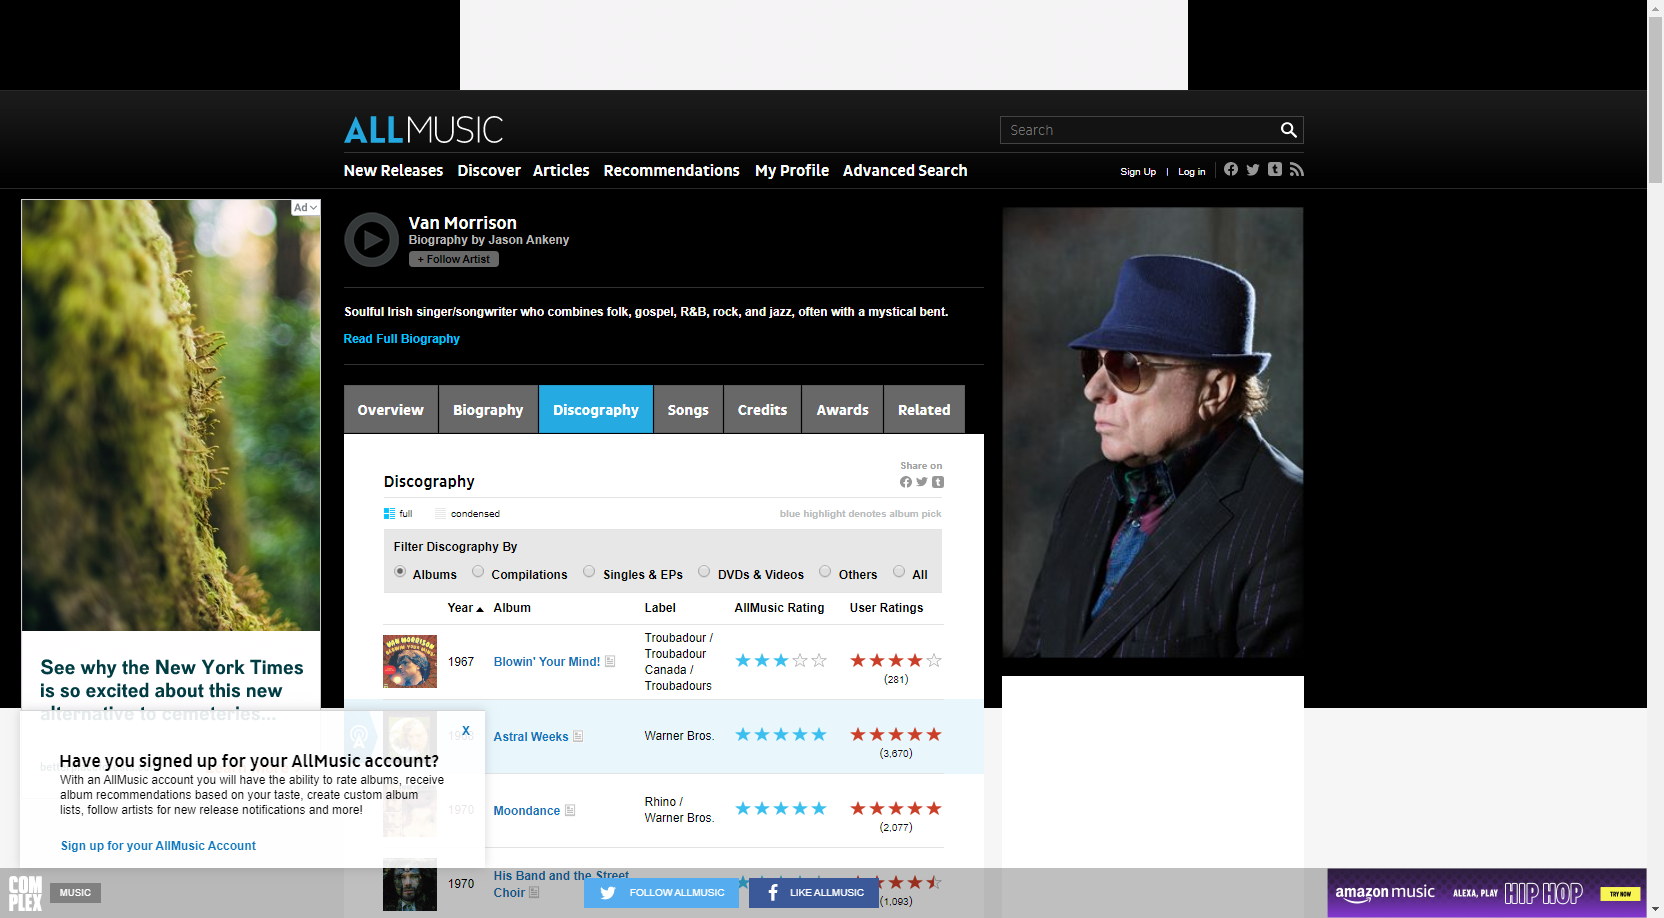 ALLMUSIC
Search
New Releases Discover Articles Recommendations My Profile Advanced Search
Sign Up | Log in
Ad
Van Morrison
Biography by Jason Ankeny
+ Follow Artist
Soulful Irish singer/songwriter who combines folk, gospel, R&B, rock, and jazz, often with a mystical bent.
Read Full Biography
Overview Biography Discography Songs Credits Awards Related
Share on
Discography
full condensed blue highlight denotes album pick
Filter Discography By
Albums Compilations Singles & EPs DVDs & Videos Others All
Year Album Label AllMusic Rating User Ratings
VAN MORRISON
BLOWIN' YOUR MIND!
1967 Blowin' Your Mind! Troubadour / Troubadour Canada / Troubadours
(281)
Astral Weeks Warner Bros.
(3,670)
1970 Moondance Rhino / Warner Bros.
(2,077)
1970 His Band and the Street Choir
(1,093)
See why the New York Times
is so excited about this new
alternative to cemeteries...
X
Have you signed up for your AllMusic account?
With an AllMusic account you will have the ability to rate albums, receive
album recommendations based on your taste, create custom album
lists, follow artists for new release notifications and more!
Sign up for your AllMusic Account
COMPLEX
MUSIC
FOLLOW ALLMUSIC
LIKE ALLMUSIC
amazon music ALEXA, PLAY HIP HOP TRY NOW